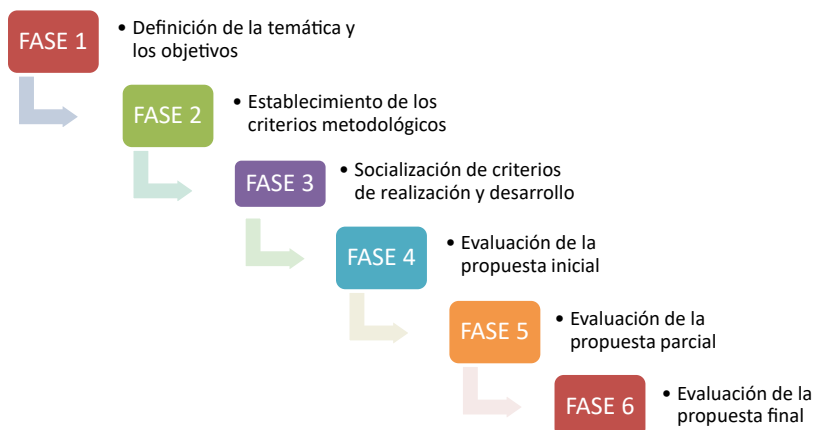 FASE 1
• Definición de la temática y
los objetivos
FASE 2
• Establecimiento de los
criterios metodológicos
FASE 3
• Socialización de criterios
de realización y desarrollo
FASE 4
• Evaluación de la
propuesta inicial
FASE 5
• Evaluación de la
propuesta parcial
FASE 6
• Evaluación de la
propuesta final